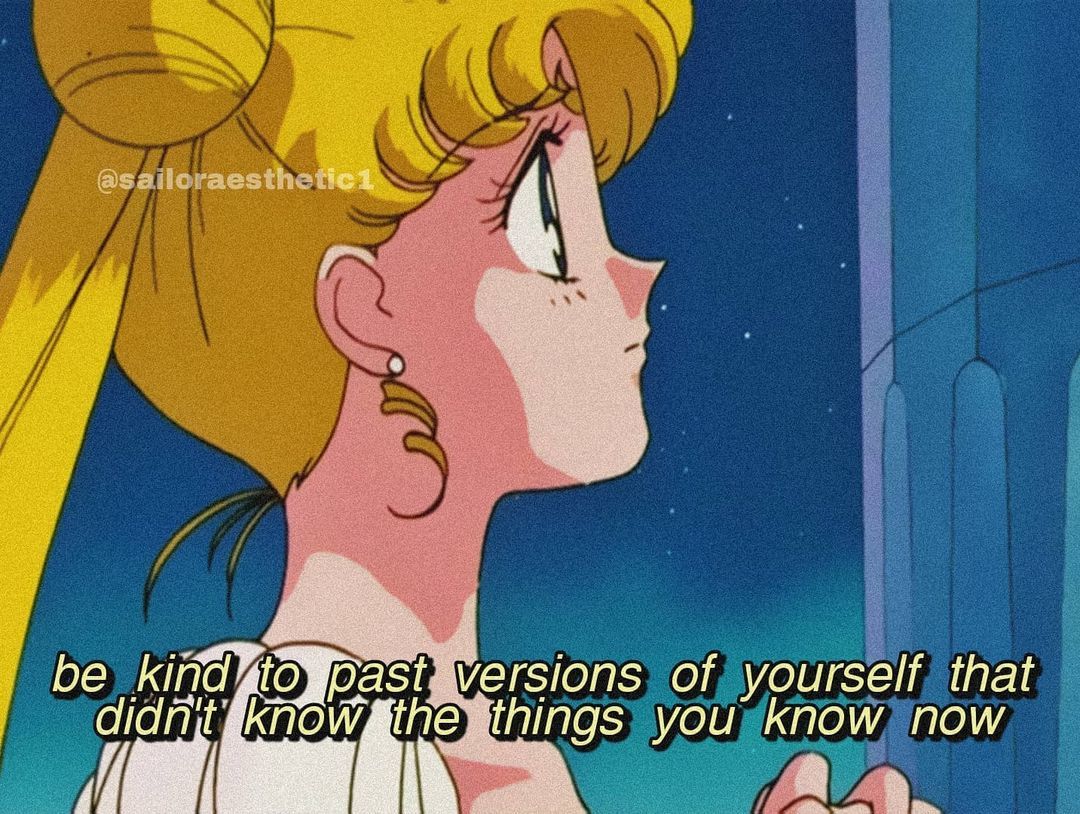 @sailoraesthetic1
be kind to past versions of yourself that
didn't know the things you know now